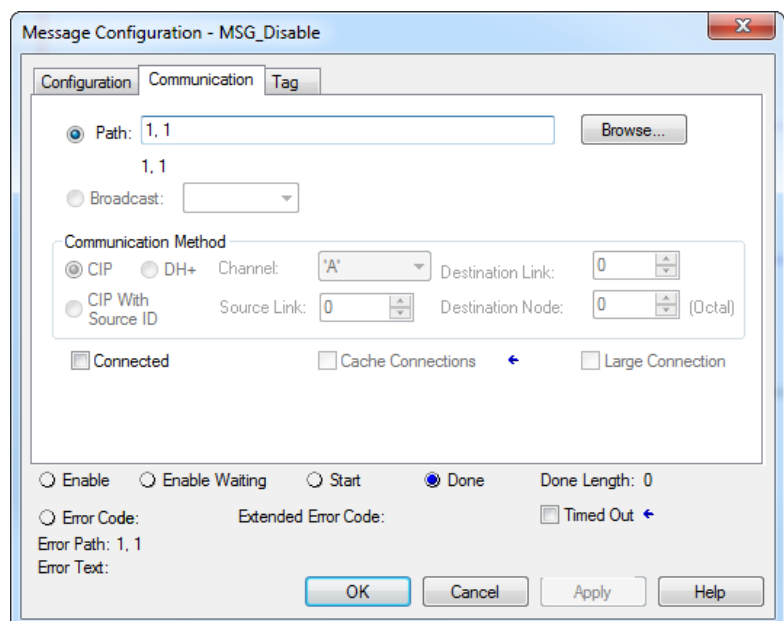 Message Configuration - MSG_Disable
Configuration Communication Tag
Path: 1, 1 Browse...
1, 1
Broadcast:
Communication Method
CIP DH+ Channel: 'A' Destination Link: 0
CIP With
Source ID Source Link: 0 Destination Node: 0 (Octal)
Connected Cache Connections Large Connection
Enable Enable Waiting Start Done Done Length: 0
Error Code: Extended Error Code: Timed Out
Error Path: 1, 1
Error Text:
OK Cancel Apply Help